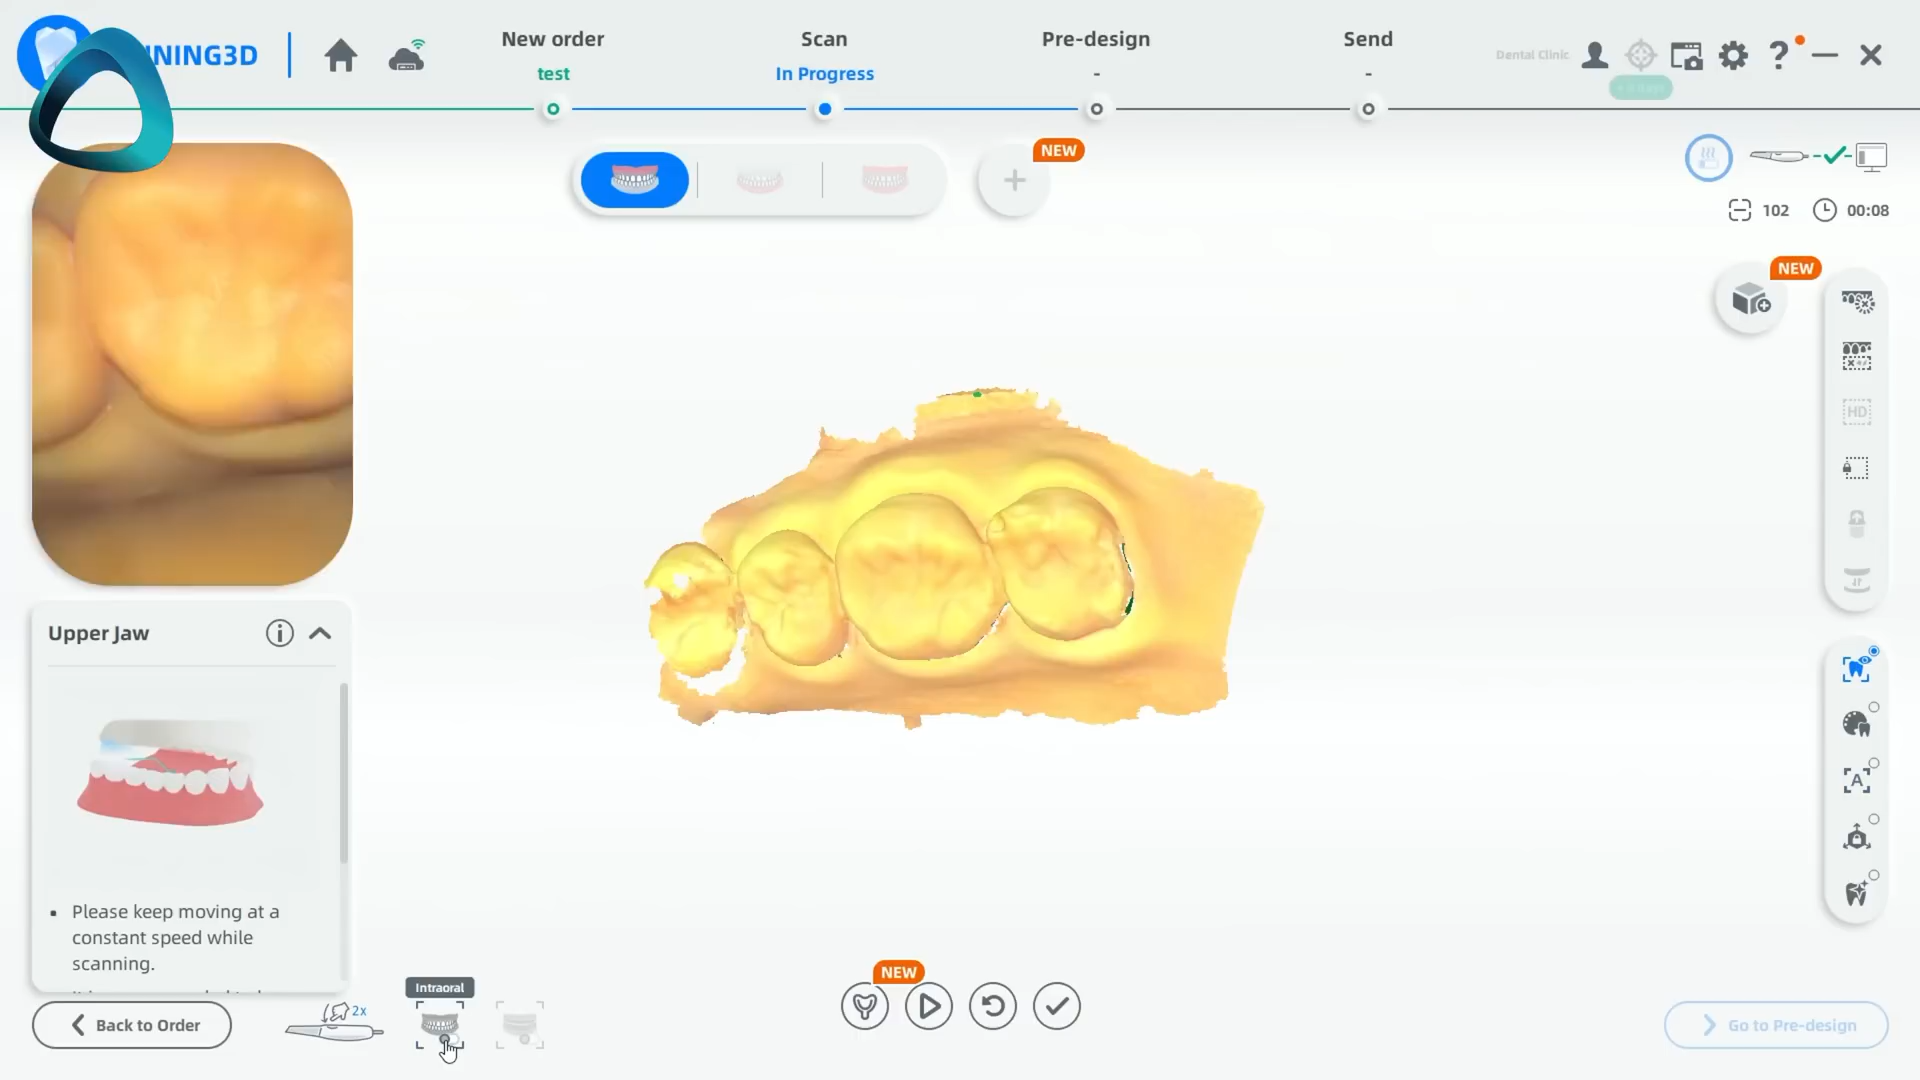 NING3D
New order
test
Scan
In Progress
Pre-design
-
Send
-
Dental Clinic
NEW
102
00:08
NEW
HD
A
Upper Jaw
Please keep moving at a
constant speed while
scanning.
Back to Order
2x
Intraoral
NEW
Go to Pre-design